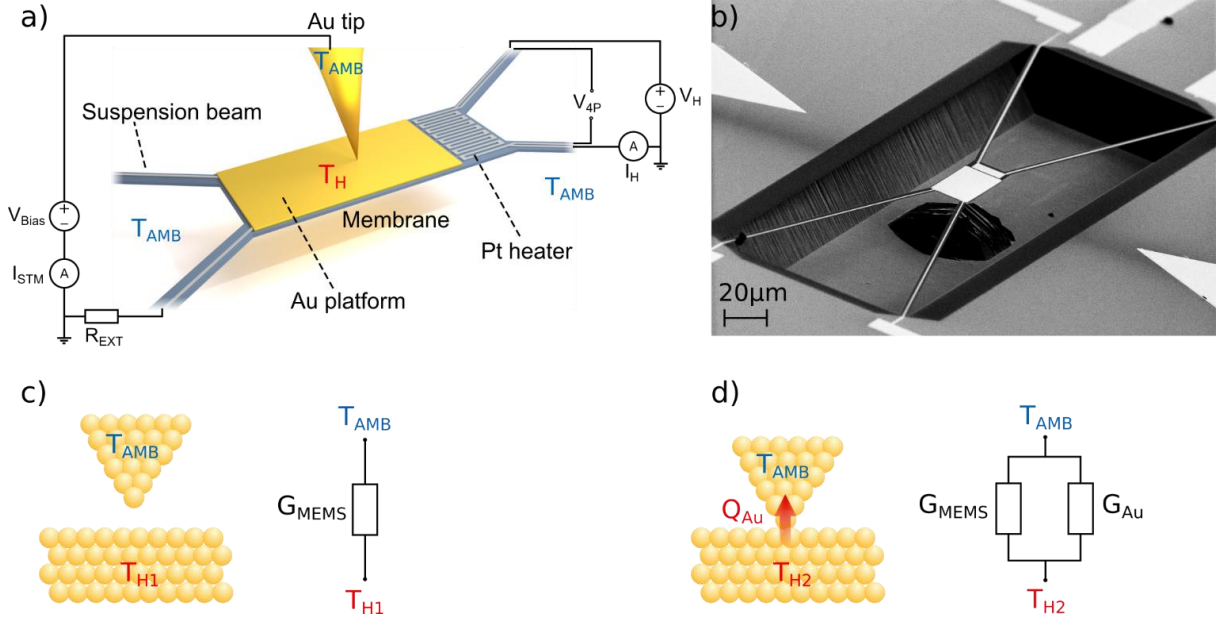 a)
Au tip
T_AMB
Suspension beam
V_4P
+
−
V_H
A
I_H
T_H
T_AMB
V_Bias
+
−
T_AMB
Membrane
Pt heater
I_STM
A
Au platform
R_EXT
b)
20µm
c)
T_AMB
T_AMB
G_MEMS
T_H1
T_H1
d)
T_AMB
T_AMB
Q_Au
G_MEMS
G_Au
T_H2
T_H2